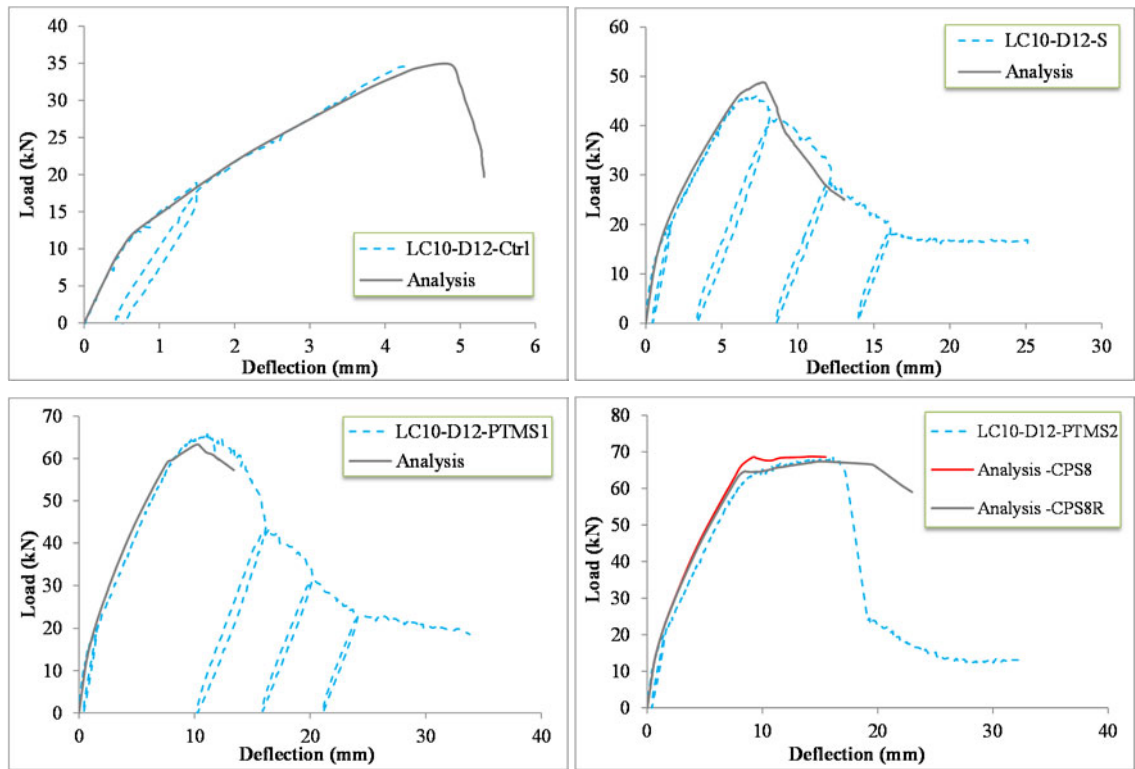 40
35
30
25
20
15
10
5
0
Load (kN)
LC10-D12-Ctrl
Analysis
0 1 2 3 4 5 6
Deflection (mm)
60
50
40
30
20
10
0
Load (kN)
LC10-D12-S
Analysis
0 5 10 15 20 25 30
Deflection (mm)
70
60
50
40
30
20
10
0
Load (kN)
LC10-D12-PTMS1
Analysis
0 10 20 30 40
Deflection (mm)
80
70
60
50
40
30
20
10
0
Load (kN)
LC10-D12-PTMS2
Analysis -CPS8
Analysis -CPS8R
0 10 20 30 40
Deflection (mm)